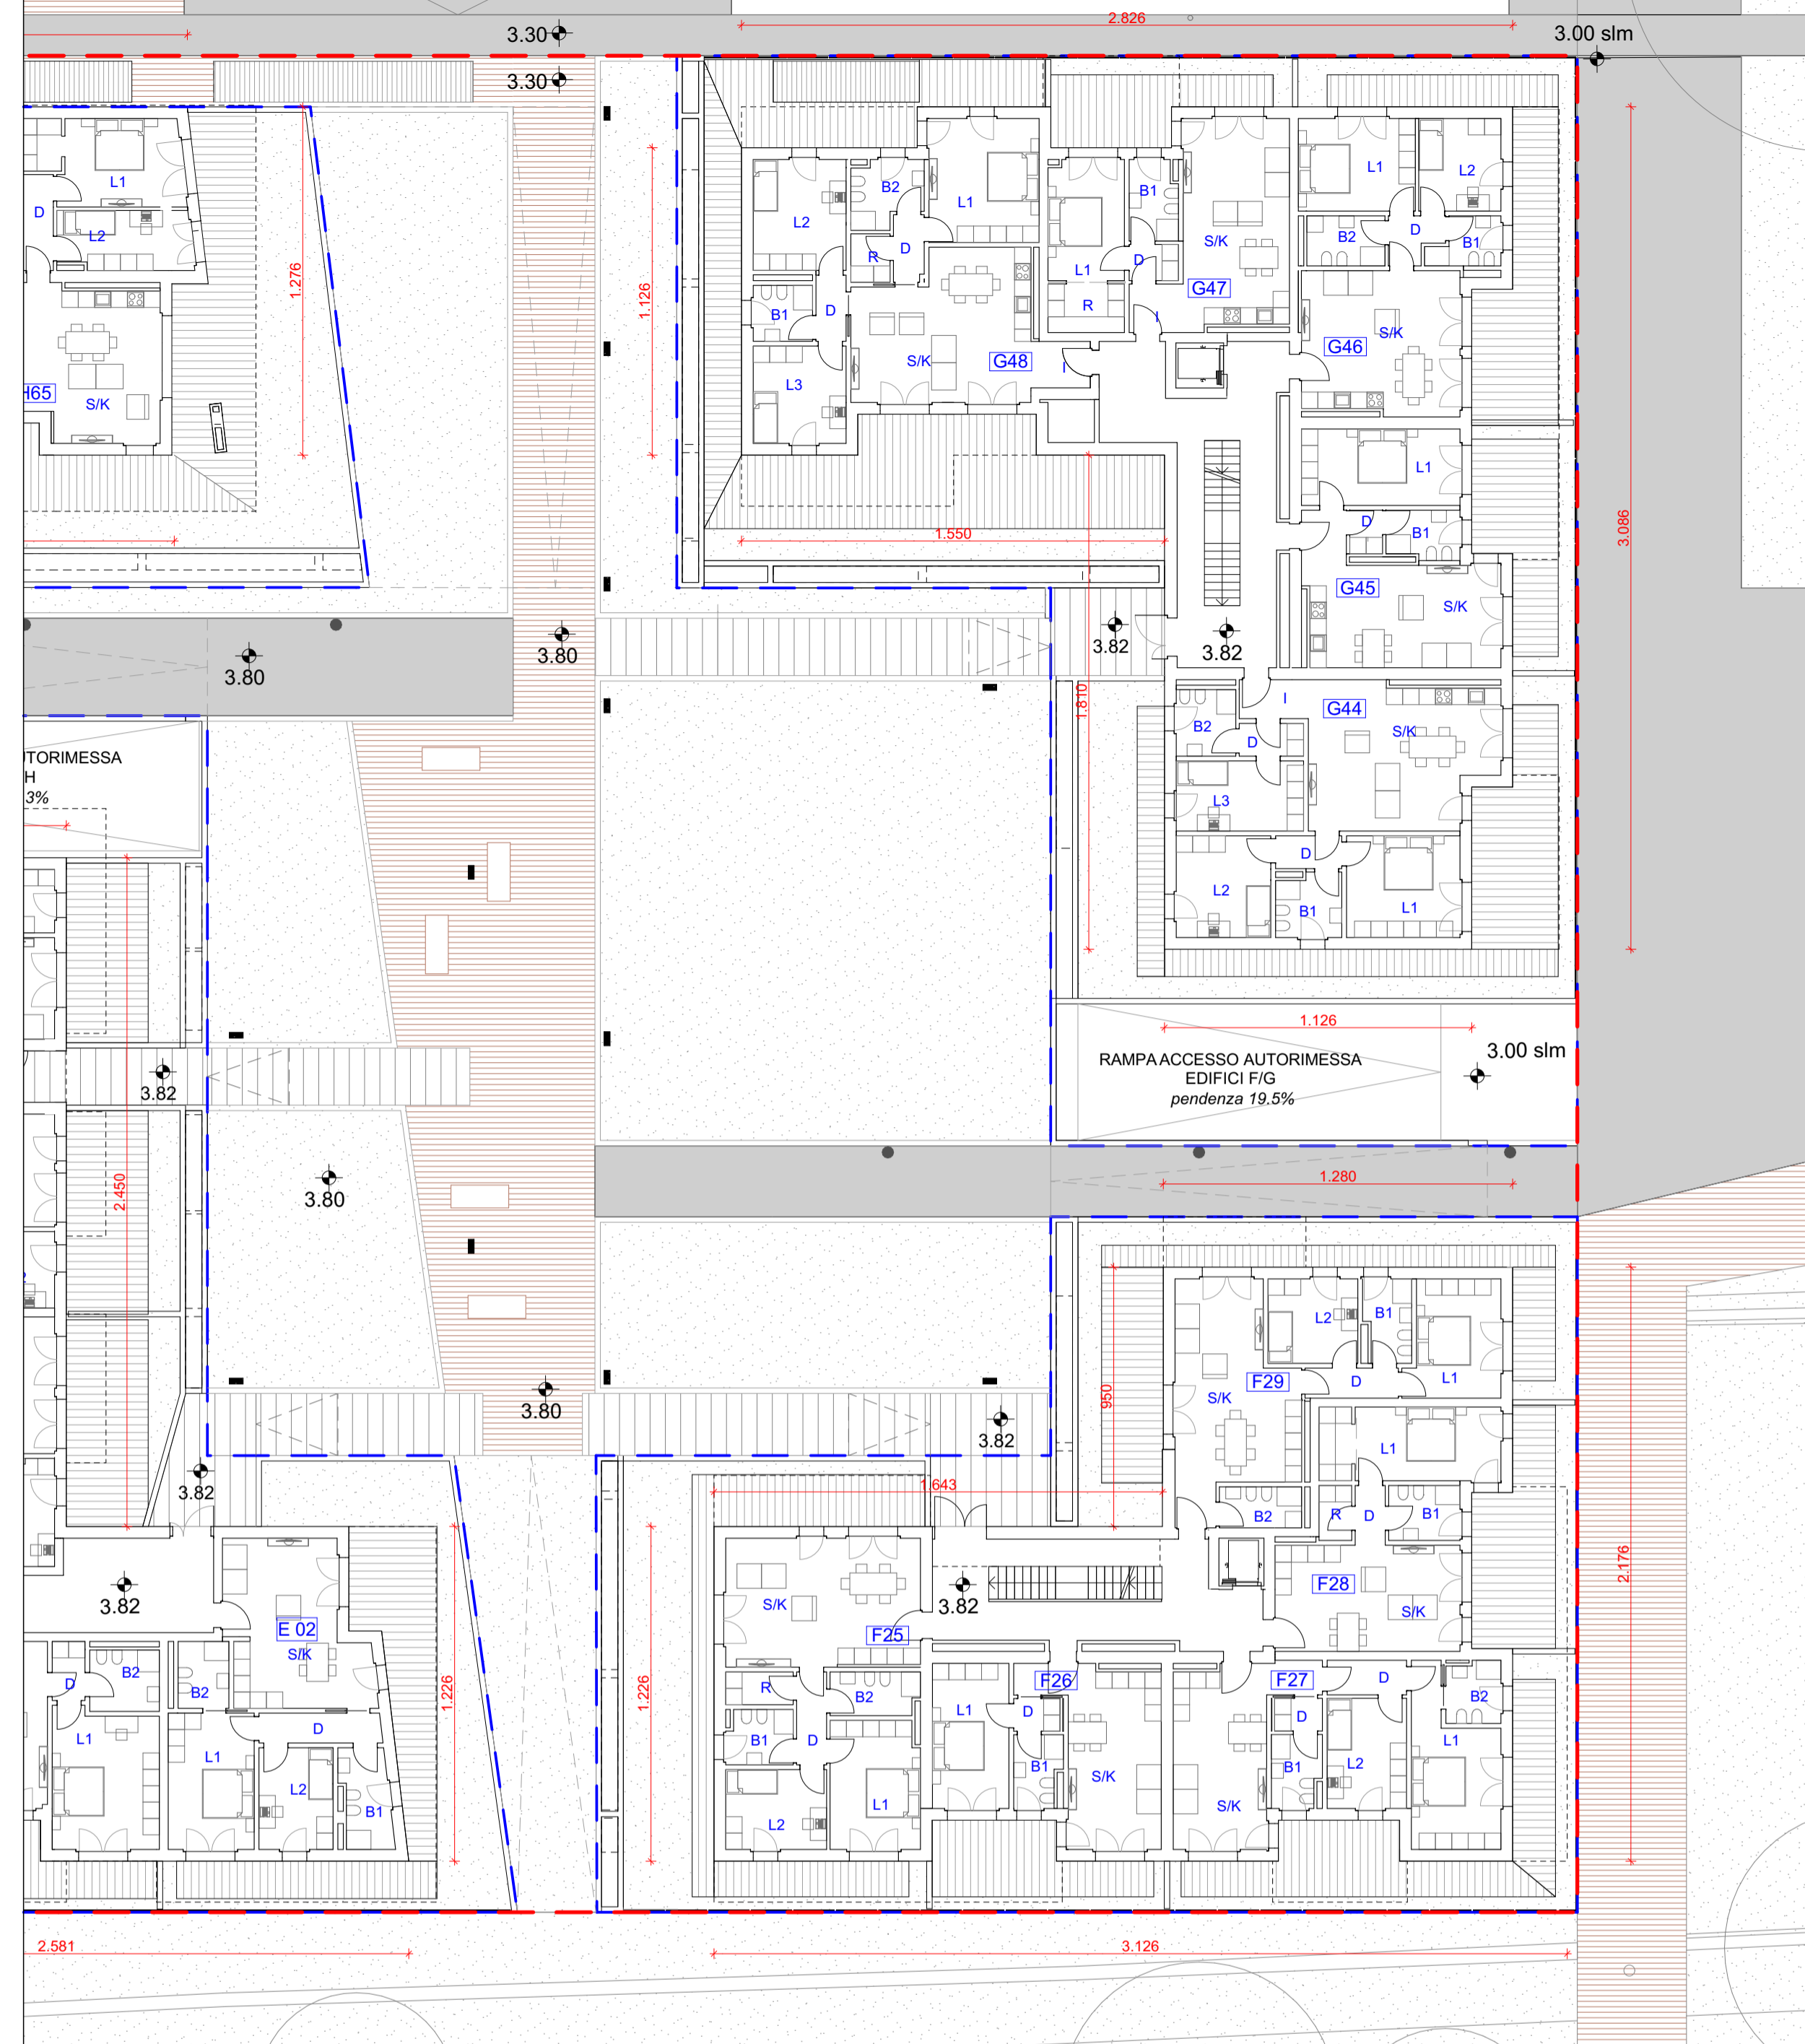 2.826
3.30
3.00 slm
3.30
L1
D
L2
1.276
S/K
1.126
L2
B2
L1
R
D
B1
D
L3
S/K
G48
I
B1
L1
D
R
I
S/K
G47
L1
L2
B2
D
B1
S/K
G46
L1
D
B1
G45
S/K
3.086
1.550
3.80
3.80
3.82
3.82
1.810
I
G44
B2
D
S/K
L3
D
L2
B1
L1
H
3%
1.126
3.00 slm
RAMPA ACCESSO AUTORIMESSA
EDIFICI F/G
pendenza 19.5%
3.82
2.450
3.80
1.280
3.80
3.82
3.82
950
L2
B1
F29
D
L1
S/K
L1
B2
R
D
B1
1.643
F28
S/K
2.176
3.82
E 02
S/K
D
B2
B2
L1
L1
D
L2
B1
1.226
1.226
S/K
3.82
F25
R
B2
B1
D
L2
L1
F26
L1
D
B1
S/K
F27
D
D
B2
B1
L2
L1
S/K
2.581
3.126